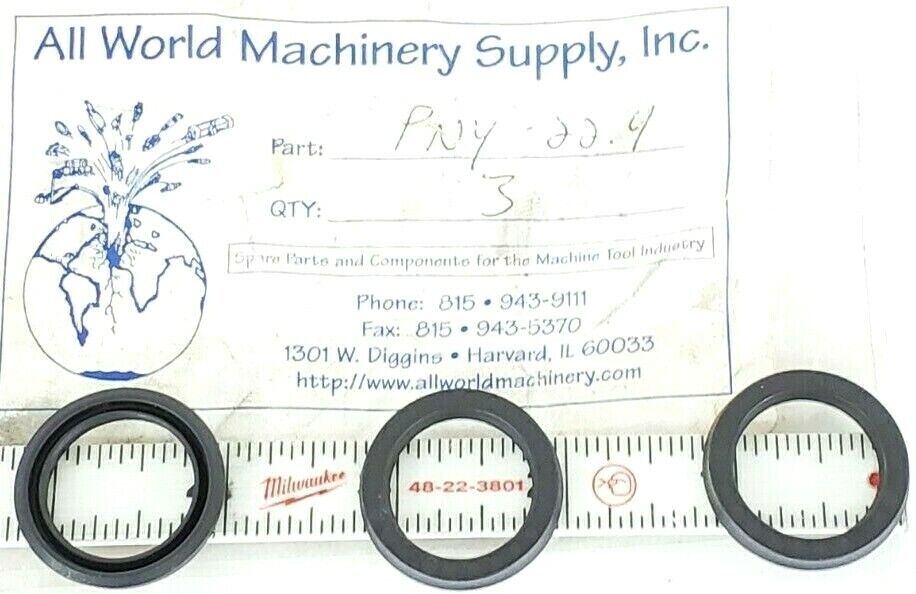 All World Machinery Supply, Inc.
Part: PNY-22.4
QTY: 3
Spare Parts and Components for the Machine Tool Industry
Phone: 815 • 943-9111
Fax: 815 • 943-5370
1301 W. Diggins • Harvard, IL 60033
http://www.allworldmachinery.com
Milwaukee 48-22-3801